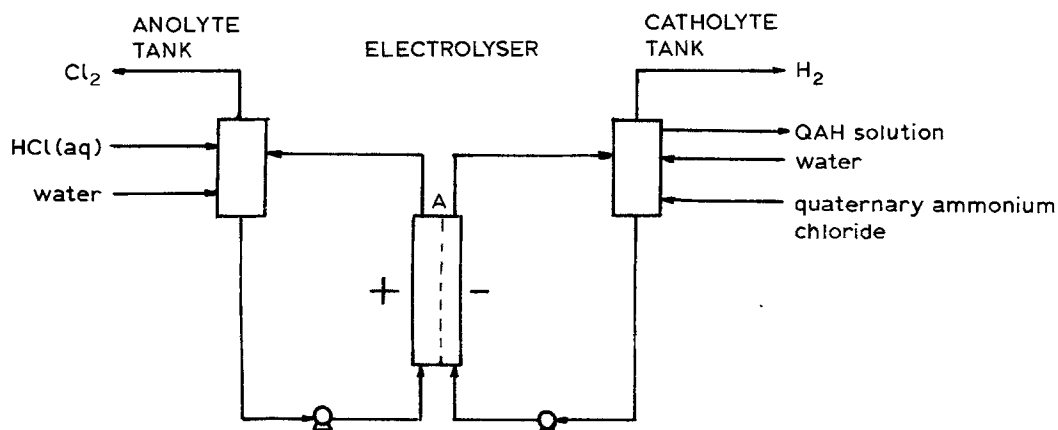 ANOLYTE
TANK
ELECTROLYSER
CATHOLYTE
TANK
Cl₂
H₂
HCl(aq)
water
A
+
−
QAH solution
water
quaternary ammonium
chloride